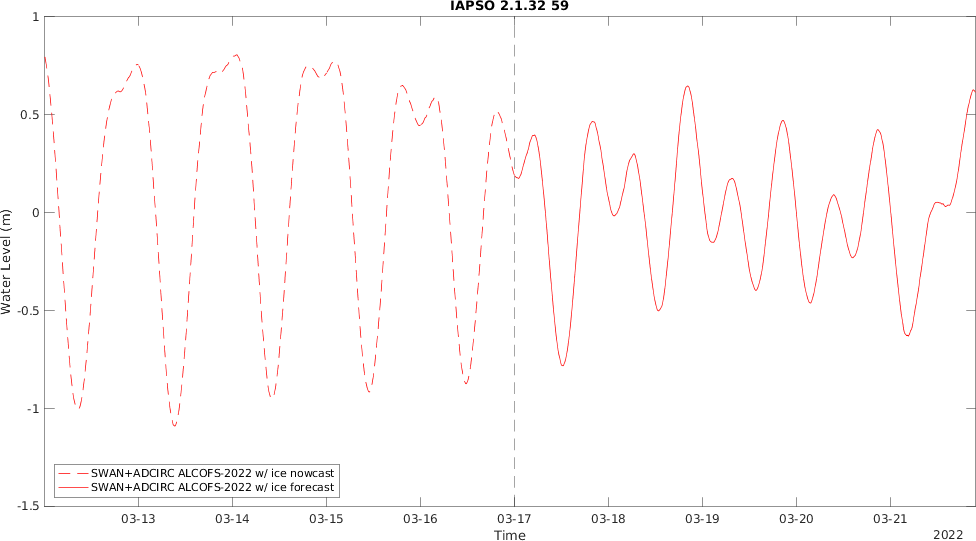 IAPSO 2.1.32 59
1
0.5
0
-0.5
-1
-1.5
Water Level (m)
SWAN+ADCIRC ALCOFS-2022 w/ ice nowcast
SWAN+ADCIRC ALCOFS-2022 w/ ice forecast
03-13 03-14 03-15 03-16 03-17 03-18 03-19 03-20 03-21
Time
2022